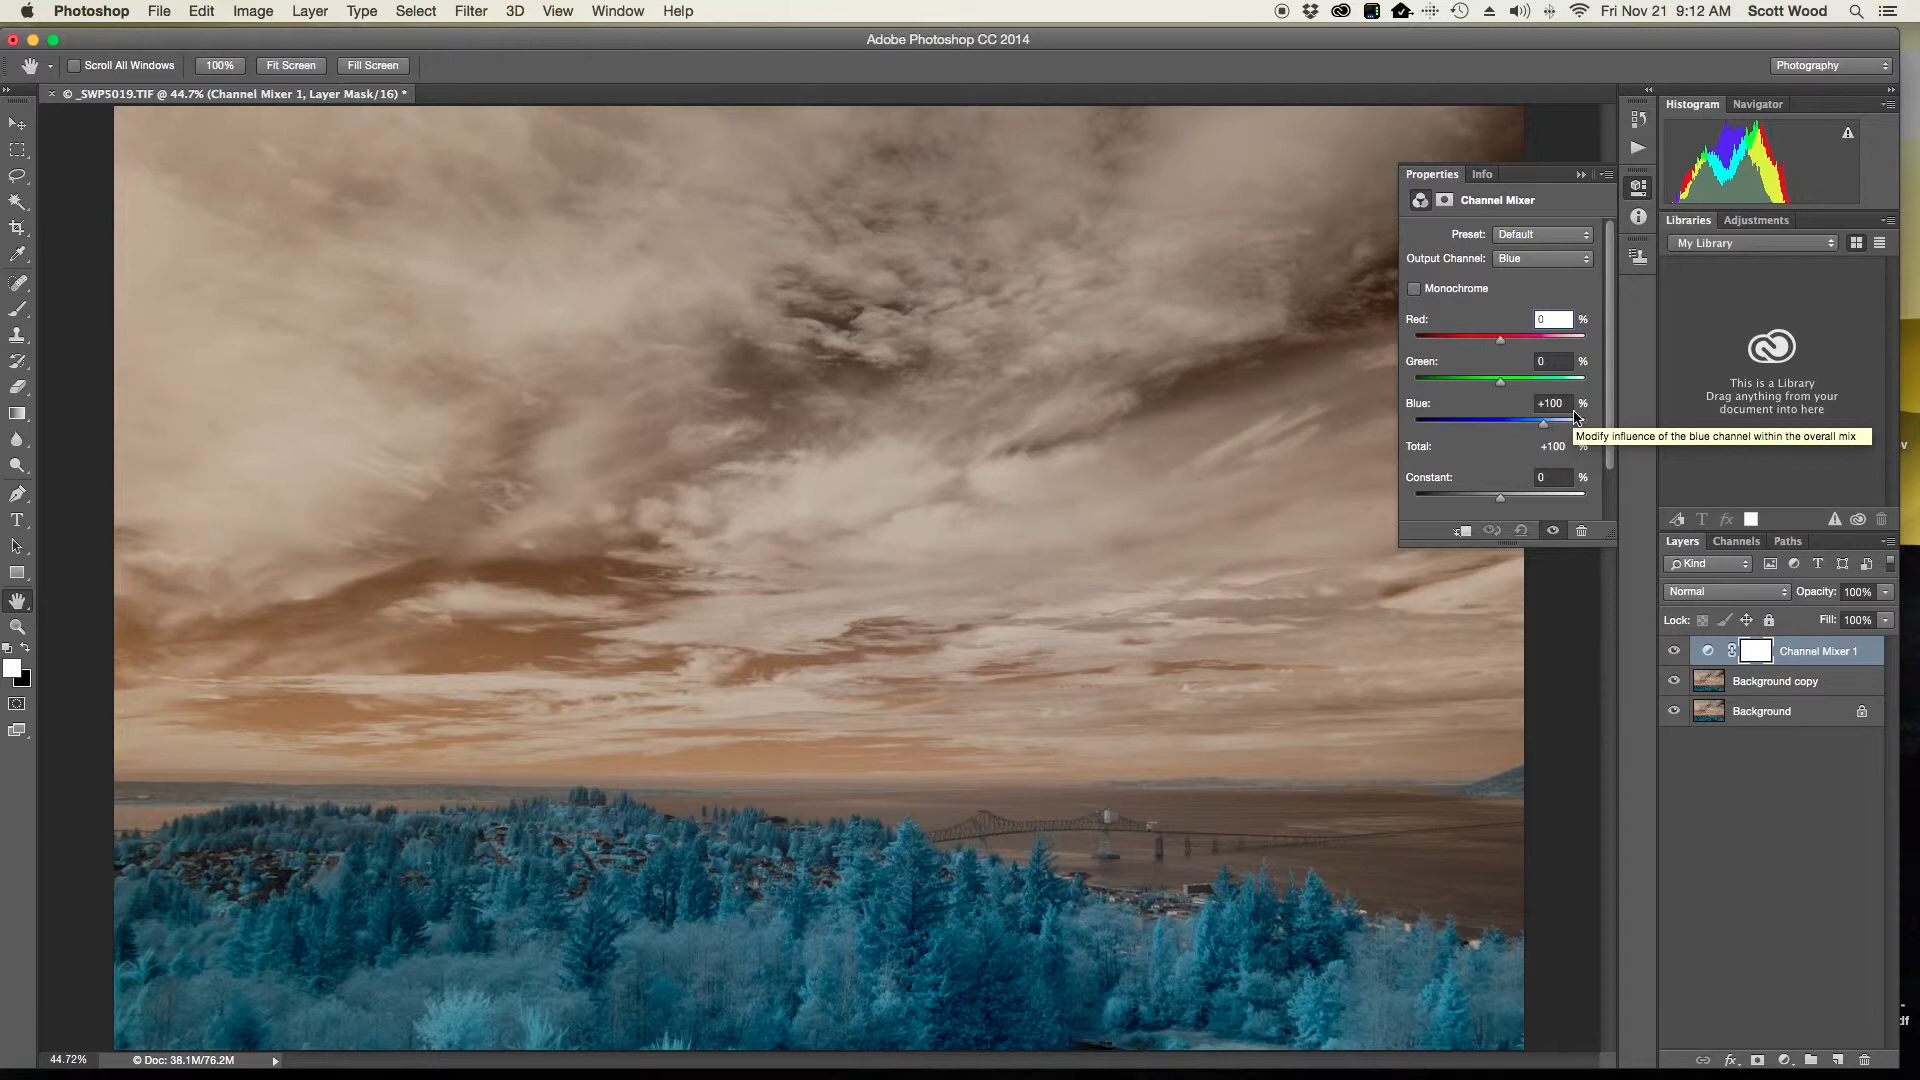 Photoshop File Edit Image Layer Type Select Filter 3D View Window Help
Fri Nov 21 9:12 AM Scott Wood
Adobe Photoshop CC 2014
Scroll All Windows 100% Fit Screen Fill Screen Photography
© _SWP5019.TIF @ 44.7% (Channel Mixer 1, Layer Mask/16) *
Histogram Navigator
Properties Info
Channel Mixer
Preset: Default
Output Channel: Blue
Monochrome
Red: 0 %
Green: 0 %
Blue: +100 %
Modify influence of the blue channel within the overall mix
Total: +100 %
Constant: 0 %
Libraries Adjustments
My Library
This is a Library
Drag anything from your
document into here
Layers Channels Paths
Kind
Normal Opacity: 100%
Lock: Fill: 100%
Channel Mixer 1
Background copy
Background
44.72% © Doc: 38.1M/76.2M